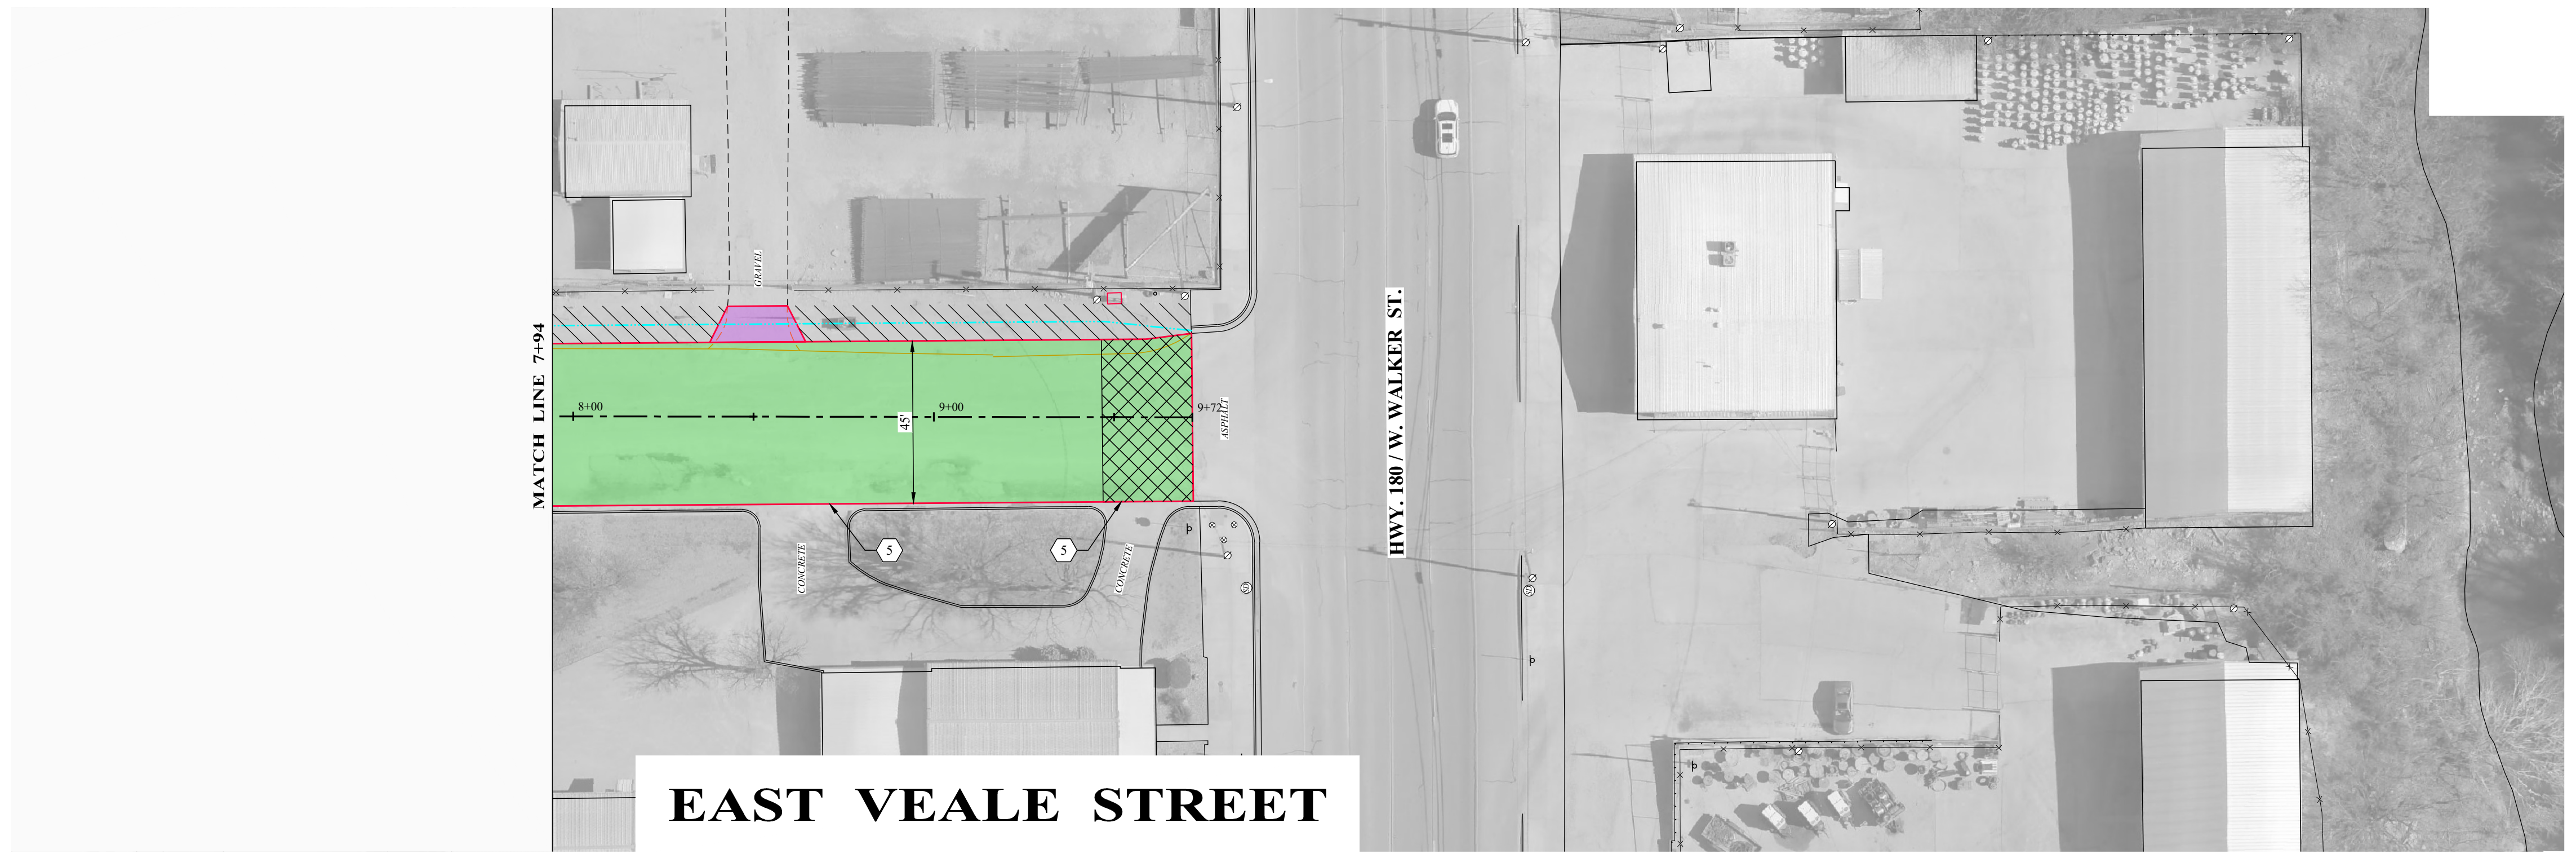 GRAVEL
MATCH LINE 7+94
8+00
9+00
9+72
45'
ASPHALT
HWY. 180 / W. WALKER ST.
5
5
CONCRETE
CONCRETE
EAST VEALE STREET